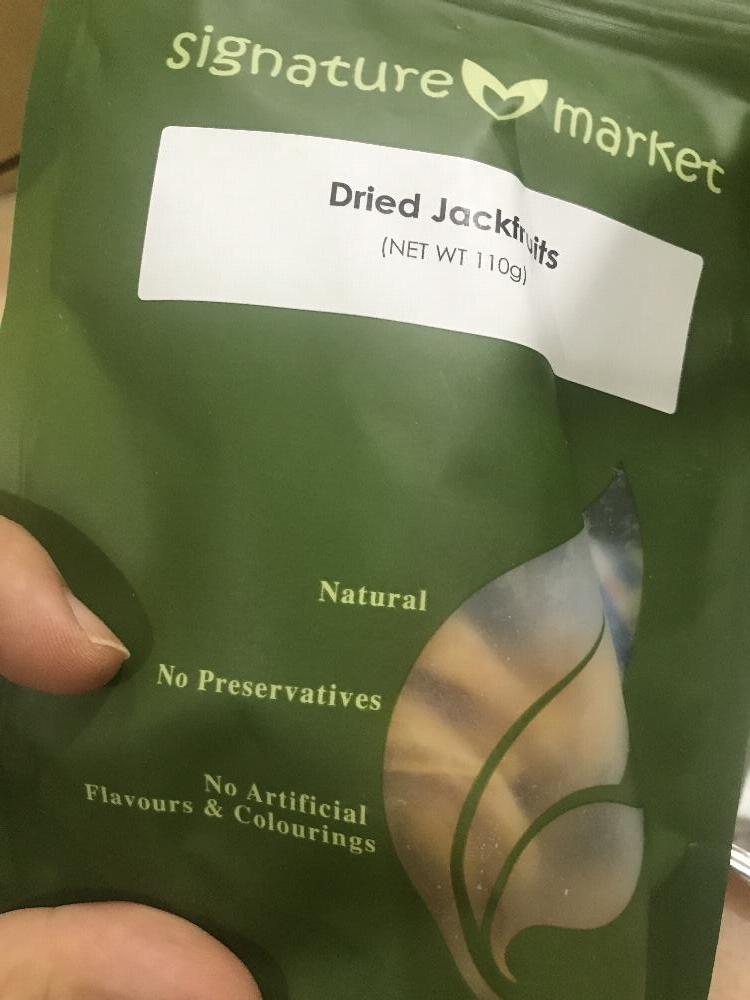 signature market
Dried Jackfruits
(NET WT 110g)
Natural
No Preservatives
No Artificial
Flavours & Colourings